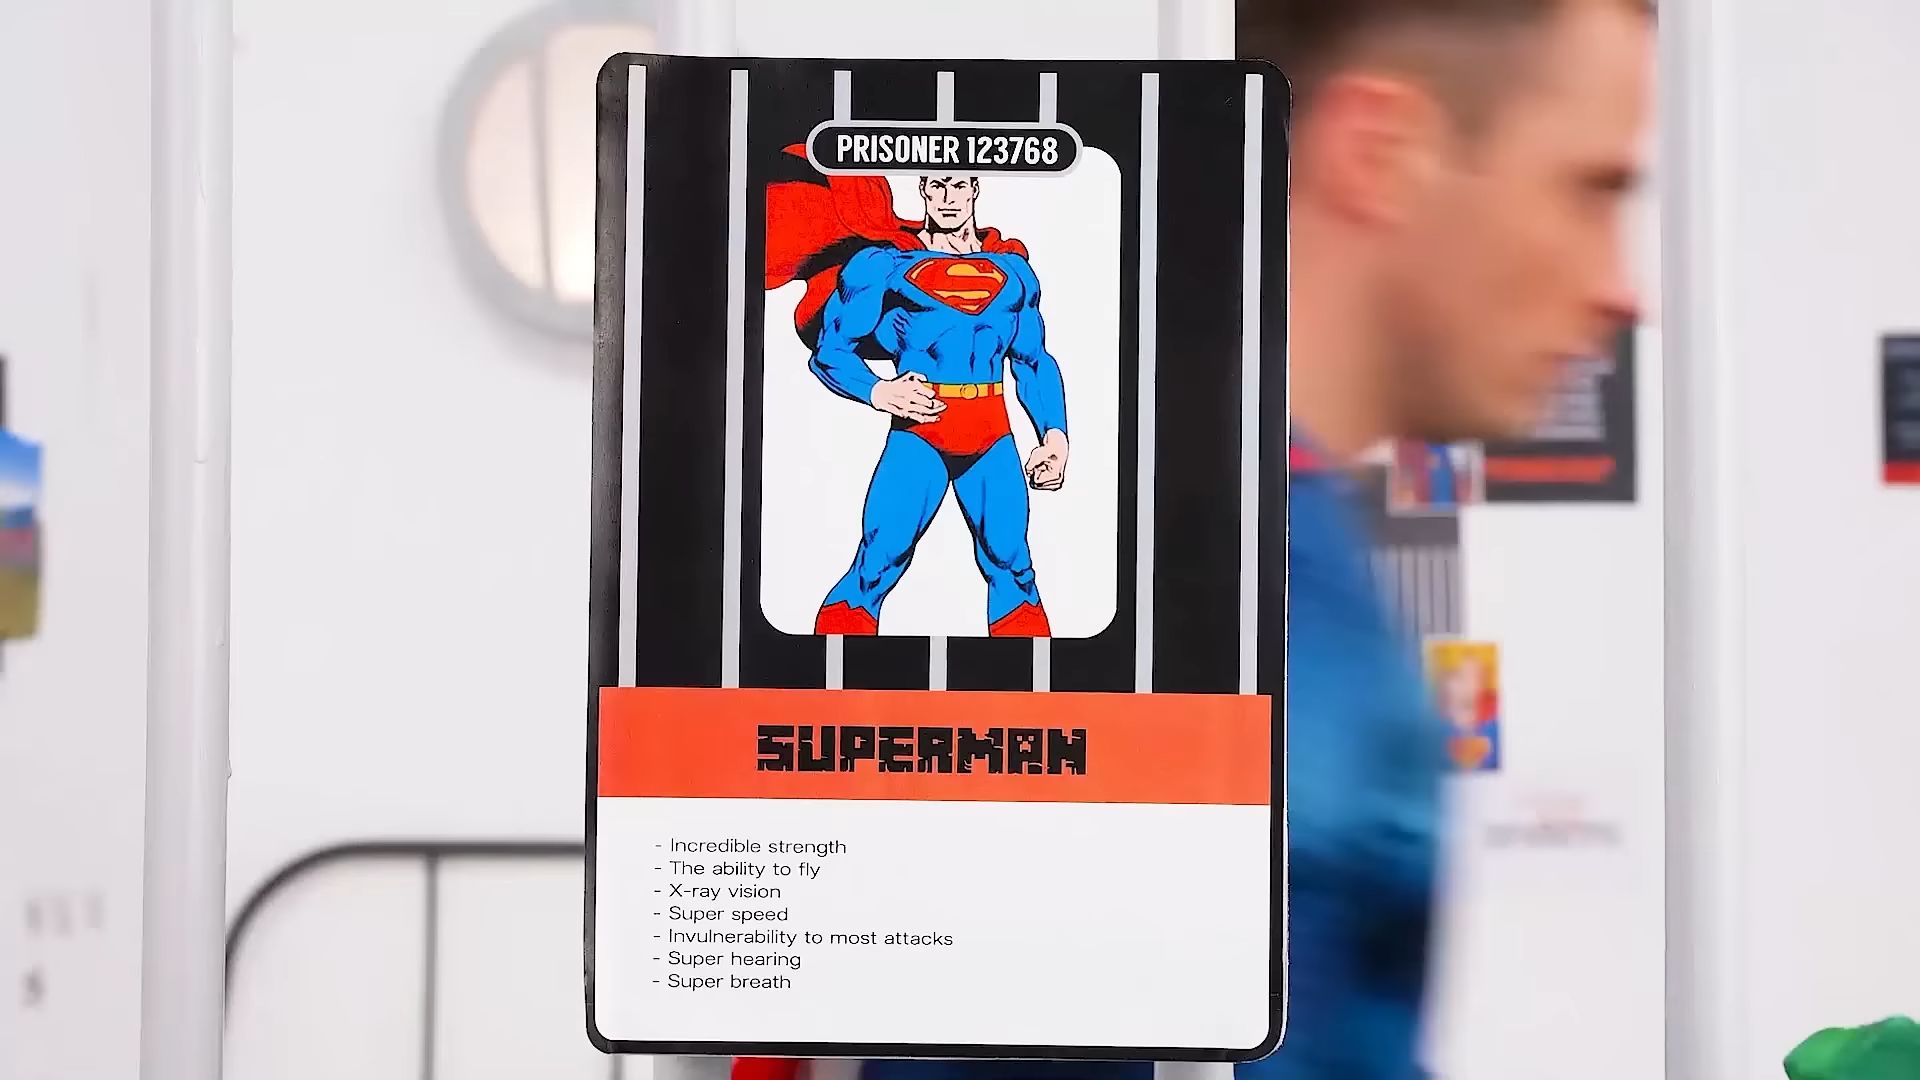 PRISONER 123768
SUPERMAN
- Incredible strength
- The ability to fly
- X-ray vision
- Super speed
- Invulnerability to most attacks
- Super hearing
- Super breath